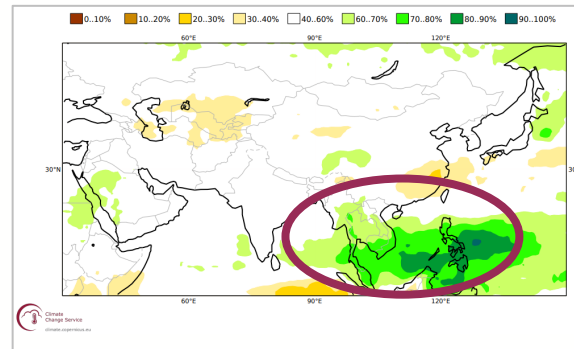 0..10% 10..20% 20..30% 30..40% 40..60% 60..70% 70..80% 80..90% 90..100%
60°E 90°E 120°E
30°N 30
60°E 90°E 120°E
Climate
Change Service
climate.copernicus.eu